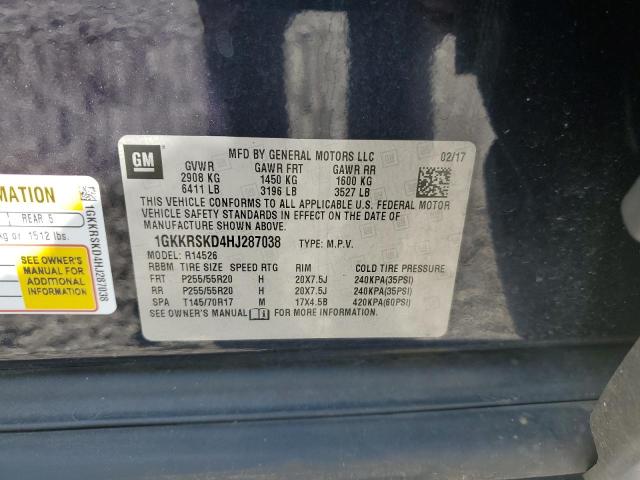 GM
MFD BY GENERAL MOTORS LLC 02/17
GVWR GAWR FRT GAWR RR
2908 KG 1450 KG 1600 KG
6411 LB 3196 LB 3527 LB
THIS VEHICLE CONFORMS TO ALL APPLICABLE U.S. FEDERAL MOTOR
VEHICLE SAFETY STANDARDS IN EFFECT ON THE DATE OF
MANUFACTURE SHOWN ABOVE.
1GKKRSKD4HJ287038 TYPE: M.P.V.
MODEL: R14526
RBBM TIRE SIZE SPEED RTG RIM COLD TIRE PRESSURE
FRT P255/55R20 H 20X7.5J 240KPA(35PSI)
RR P255/55R20 H 20X7.5J 240KPA(35PSI)
SPA T145/70R17 M 17X4.5B 420KPA(60PSI)
SEE OWNER'S MANUAL FOR MORE INFORMATION.
RMATION
REAR 5
kg or 1512 lbs.
SEE OWNER'S
MANUAL FOR
ADDITIONAL
INFORMATION
1GKKRSKD4HJ287038